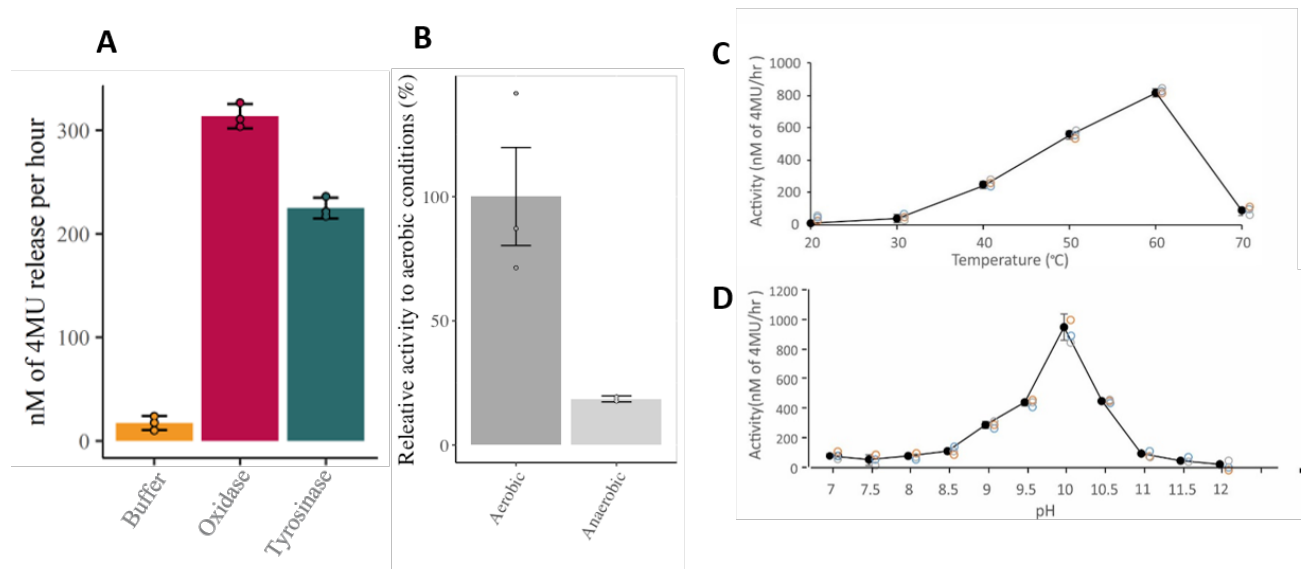 A
nM of 4MU release per hour
300
200
100
0
Buffer
Oxidase
Tyrosinase
B
Releative activity to aerobic conditions (%)
100
50
0
Aerobic
Anaerobic
C
Activity (nM of 4MU/hr )
1000
800
600
400
200
0
20 30 40 50 60 70
Temperature (°C)
D
Activity(nM of 4MU/hr )
1200
1000
800
600
400
200
0
7 7.5 8 8.5 9 9.5 10 10.5 11 11.5 12
pH